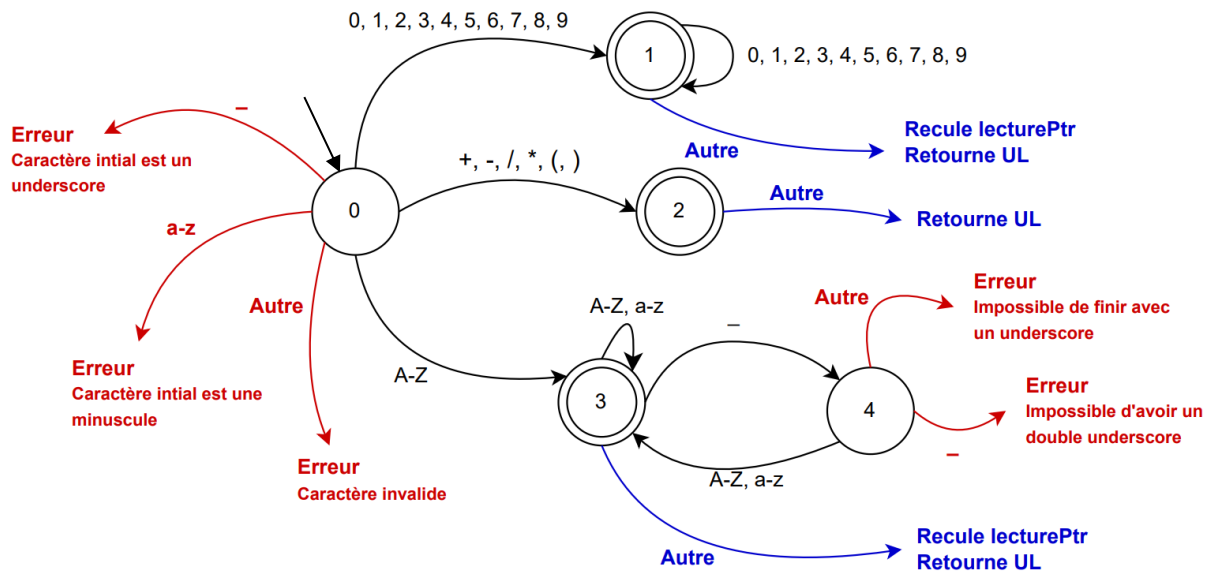 0, 1, 2, 3, 4, 5, 6, 7, 8, 9
1
0, 1, 2, 3, 4, 5, 6, 7, 8, 9
_
Erreur
Caractère intial est un
underscore
Recule lecturePtr
Retourne UL
Autre
+, -, /, *, (, )
0
2
Autre
Retourne UL
a-z
Autre
Erreur
Impossible de finir avec
un underscore
Autre
A-Z, a-z
_
Erreur
Caractère intial est une
minuscule
A-Z
3
4
Erreur
Impossible d'avoir un
double underscore
_
A-Z, a-z
Erreur
Caractère invalide
Autre
Recule lecturePtr
Retourne UL